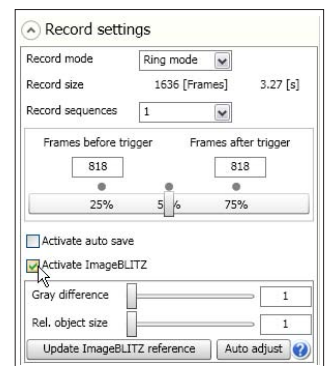 Record settings
Record mode Ring mode
Record size 1636 [Frames] 3.27 [s]
Record sequences 1
Frames before trigger Frames after trigger
818 818
25% 5 % 75%
Activate auto save
Activate ImageBLITZ
Gray difference 1
Rel. object size 1
Update ImageBLITZ reference Auto adjust ?